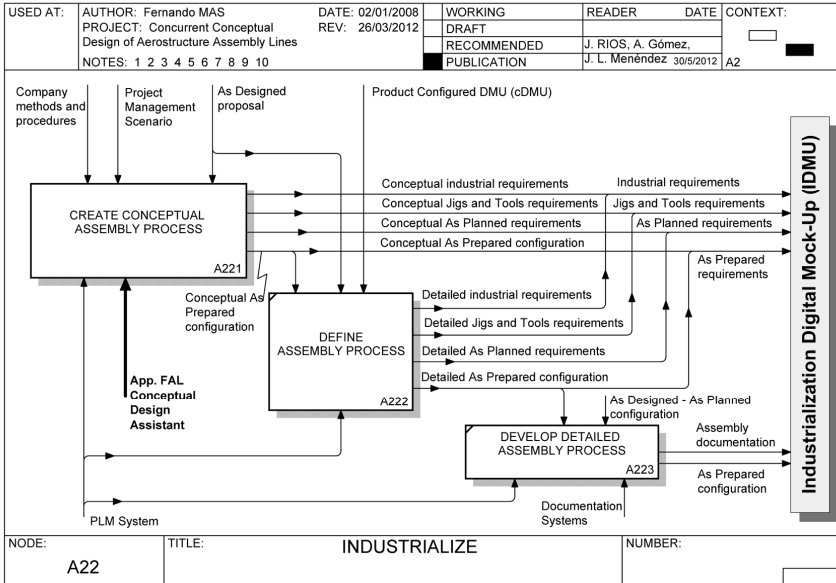 USED AT:
AUTHOR: Fernando MAS
DATE: 02/01/2008
PROJECT: Concurrent Conceptual
REV: 26/03/2012
Design of Aerostructure Assembly Lines
NOTES: 1 2 3 4 5 6 7 8 9 10
WORKING
DRAFT
RECOMMENDED
PUBLICATION
READER DATE
J. RIOS, A. Gómez,
J. L. Menéndez 30/5/2012
CONTEXT:
A2
Company
methods and
procedures
Project
Management
Scenario
As Designed
proposal
Product Configured DMU (cDMU)
CREATE CONCEPTUAL
ASSEMBLY PROCESS
A221
Conceptual industrial requirements
Industrial requirements
Conceptual Jigs and Tools requirements
Jigs and Tools requirements
Conceptual As Planned requirements
As Planned requirements
Conceptual As Prepared configuration
As Prepared
requirements
Conceptual As
Prepared
configuration
DEFINE
ASSEMBLY PROCESS
A222
Detailed industrial requirements
Detailed Jigs and Tools requirements
Detailed As Planned requirements
Detailed As Prepared configuration
App. FAL
Conceptual
Design
Assistant
As Designed - As Planned
configuration
DEVELOP DETAILED
ASSEMBLY PROCESS
A223
Assembly
documentation
As Prepared
configuration
Industrialization Digital Mock-Up (IDMU)
PLM System
Documentation
Systems
NODE:
A22
TITLE:
INDUSTRIALIZE
NUMBER: